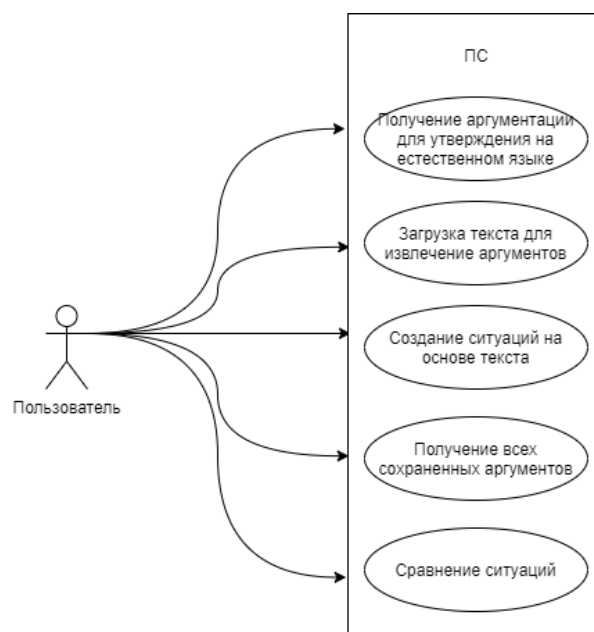 ПС
Получение аргументации
для утверждения на
естественном языке
Загрузка текста для
извлечение аргументов
Создание ситуаций на
основе текста
Пользователь
Получение всех
сохраненных аргументов
Сравнение ситуаций